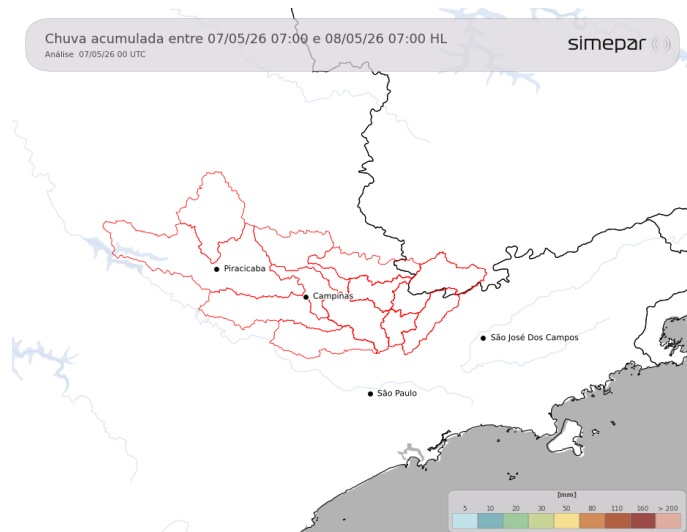 Chuva acumulada entre 07/05/26 07:00 e 08/05/26 07:00 HL
Análise 07/05/26 00 UTC
simepar
Piracicaba
Campinas
São José Dos Campos
São Paulo
[mm]
5 10 20 30 50 80 110 160 > 200